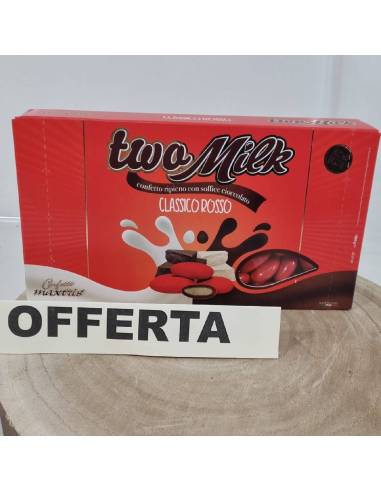 two Milk
confetto ripieno con soffice cioccolato
CLASSICO ROSSO
Confetti
maxtris
OFFERTA